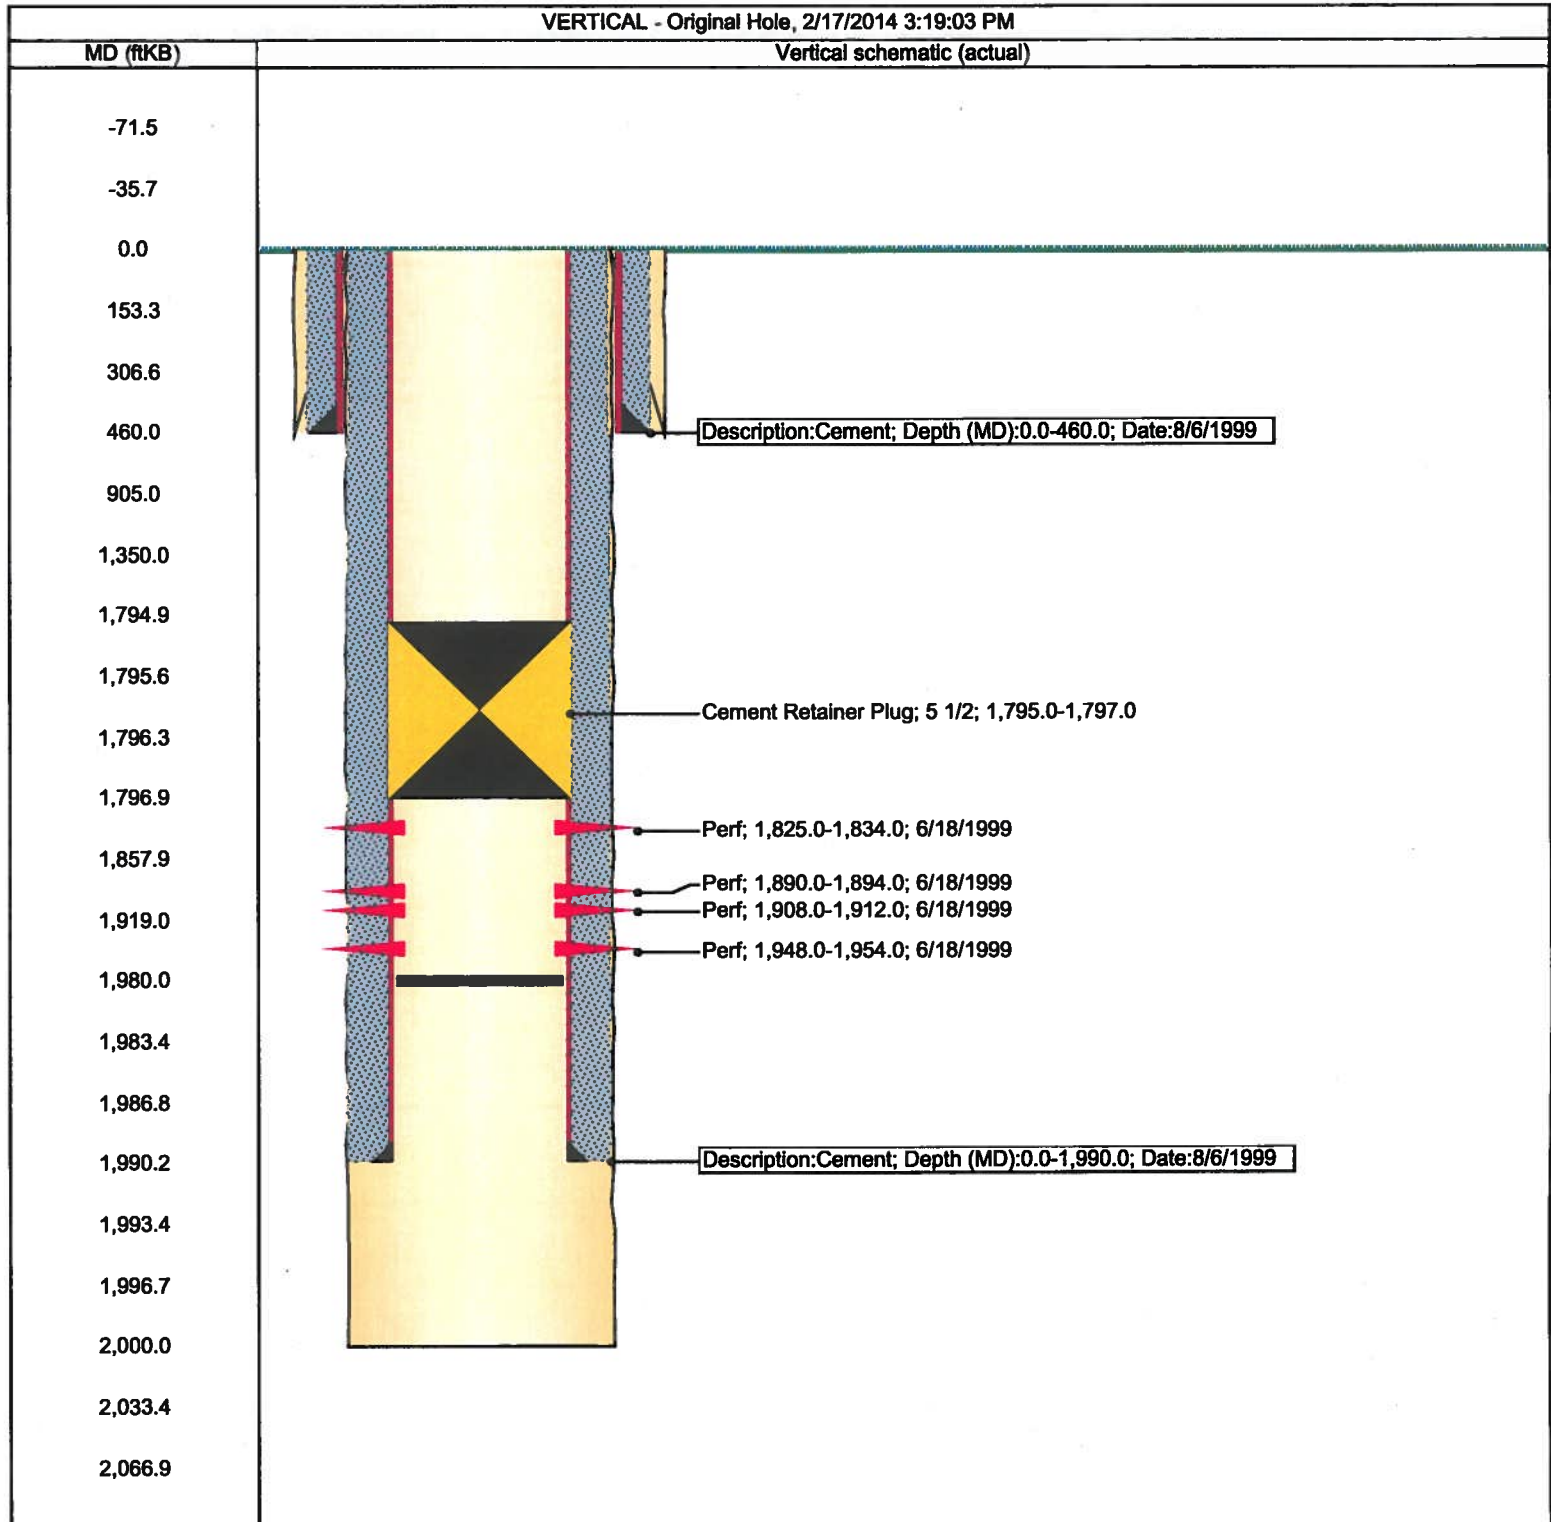 VERTICAL - Original Hole, 2/17/2014 3:19:03 PM
MD (ftKB)
Vertical schematic (actual)
-71.5
-35.7
0.0
153.3
306.6
460.0
Description:Cement; Depth (MD):0.0-460.0; Date:8/6/1999
905.0
1,350.0
1,794.9
1,795.6
Cement Retainer Plug; 5 1/2; 1,795.0-1,797.0
1,796.3
1,796.9
Perf; 1,825.0-1,834.0; 6/18/1999
1,857.9
Perf; 1,890.0-1,894.0; 6/18/1999
Perf; 1,908.0-1,912.0; 6/18/1999
1,919.0
Perf; 1,948.0-1,954.0; 6/18/1999
1,980.0
1,983.4
1,986.8
1,990.2
Description:Cement; Depth (MD):0.0-1,990.0; Date:8/6/1999
1,993.4
1,996.7
2,000.0
2,033.4
2,066.9